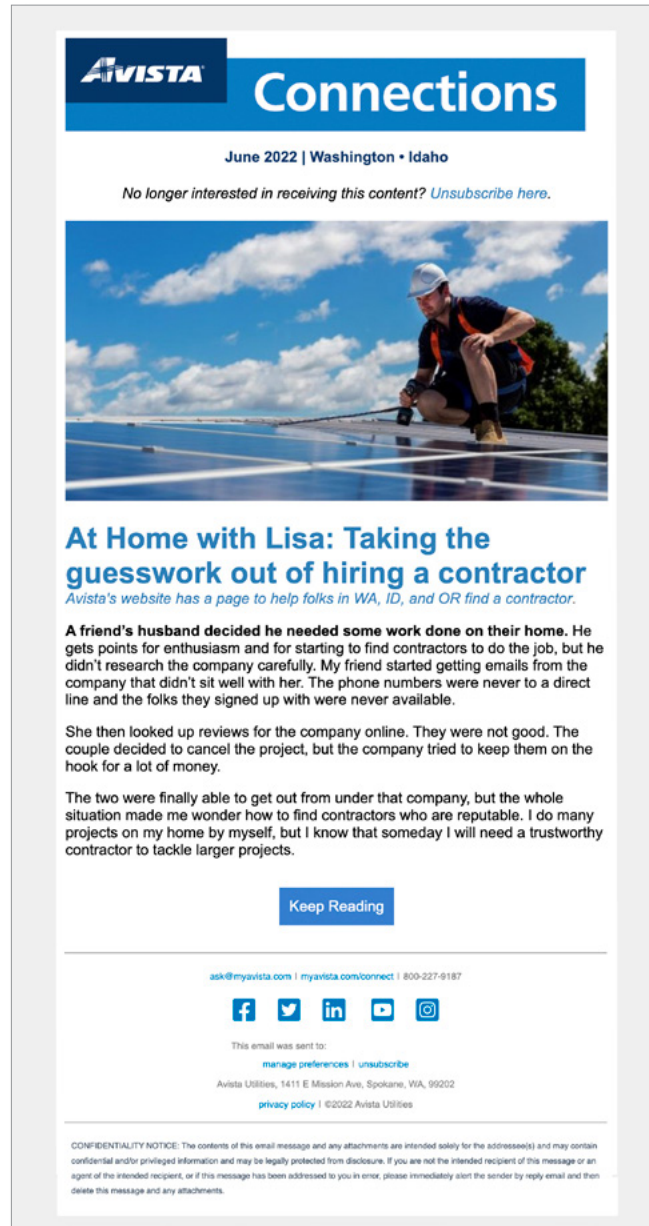 AVISTA
Connections
June 2022 | Washington • Idaho
No longer interested in receiving this content? Unsubscribe here.
At Home with Lisa: Taking the
guesswork out of hiring a contractor
Avista's website has a page to help folks in WA, ID, and OR find a contractor.
A friend's husband decided he needed some work done on their home. He
gets points for enthusiasm and for starting to find contractors to do the job, but he
didn't research the company carefully. My friend started getting emails from the
company that didn't sit well with her. The phone numbers were never to a direct
line and the folks they signed up with were never available.
She then looked up reviews for the company online. They were not good. The
couple decided to cancel the project, but the company tried to keep them on the
hook for a lot of money.
The two were finally able to get out from under that company, but the whole
situation made me wonder how to find contractors who are reputable. I do many
projects on my home by myself, but I know that someday I will need a trustworthy
contractor to tackle larger projects.
Keep Reading
ask@myavista.com | myavista.com/connect | 800-227-9187
This email was sent to:
manage preferences | unsubscribe
Avista Utilities, 1411 E Mission Ave, Spokane, WA, 99202
privacy policy | ©2022 Avista Utilities
CONFIDENTIALITY NOTICE: The contents of this email message and any attachments are intended solely for the addressee(s) and may contain
confidential and/or privileged information and may be legally protected from disclosure. If you are not the intended recipient of this message or an
agent of the intended recipient, or if this message has been addressed to you in error, please immediately alert the sender by reply email and then
delete this message and any attachments.